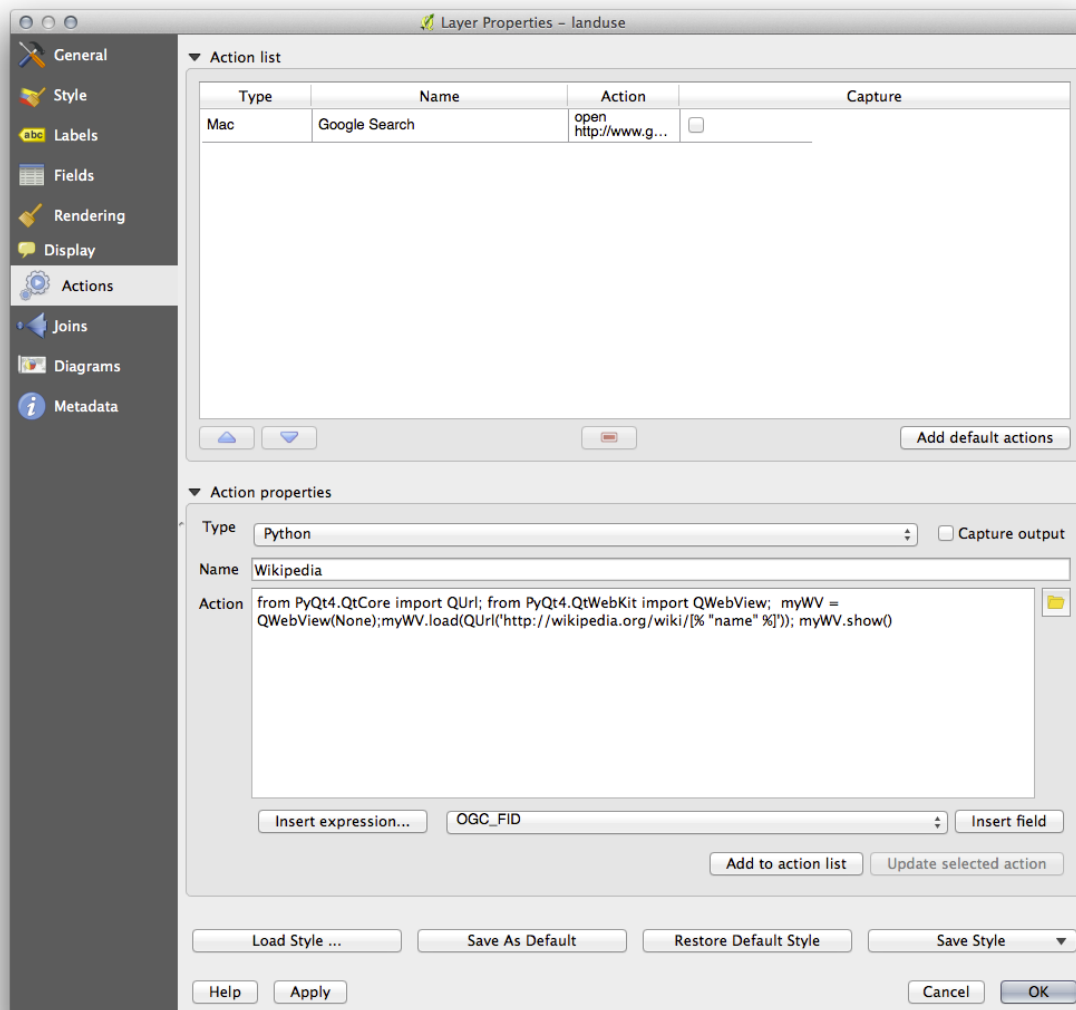 Layer Properties – landuse
General
Style
abc Labels
Fields
Rendering
Display
Actions
Joins
Diagrams
i Metadata
Action list
Type Name Action Capture
Mac Google Search open
http://www.g...
Add default actions
Action properties
Type Python Capture output
Name Wikipedia
Action from PyQt4.QtCore import QUrl; from PyQt4.QtWebKit import QWebView;  myWV =
QWebView(None);myWV.load(QUrl('http://wikipedia.org/wiki/[% "name" %]')); myWV.show()
Insert expression... OGC_FID Insert field
Add to action list Update selected action
Load Style ... Save As Default Restore Default Style Save Style
Help Apply Cancel OK